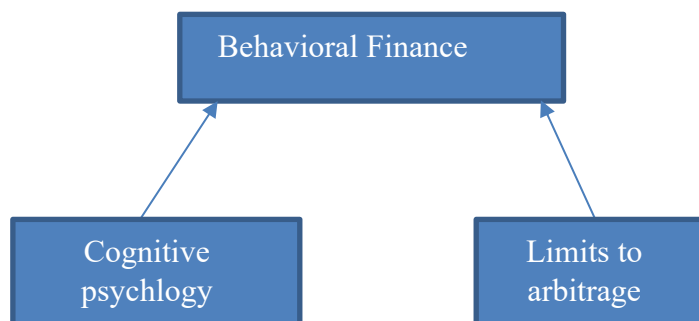 Behavioral Finance
Cognitive
psychlogy
Limits to
arbitrage